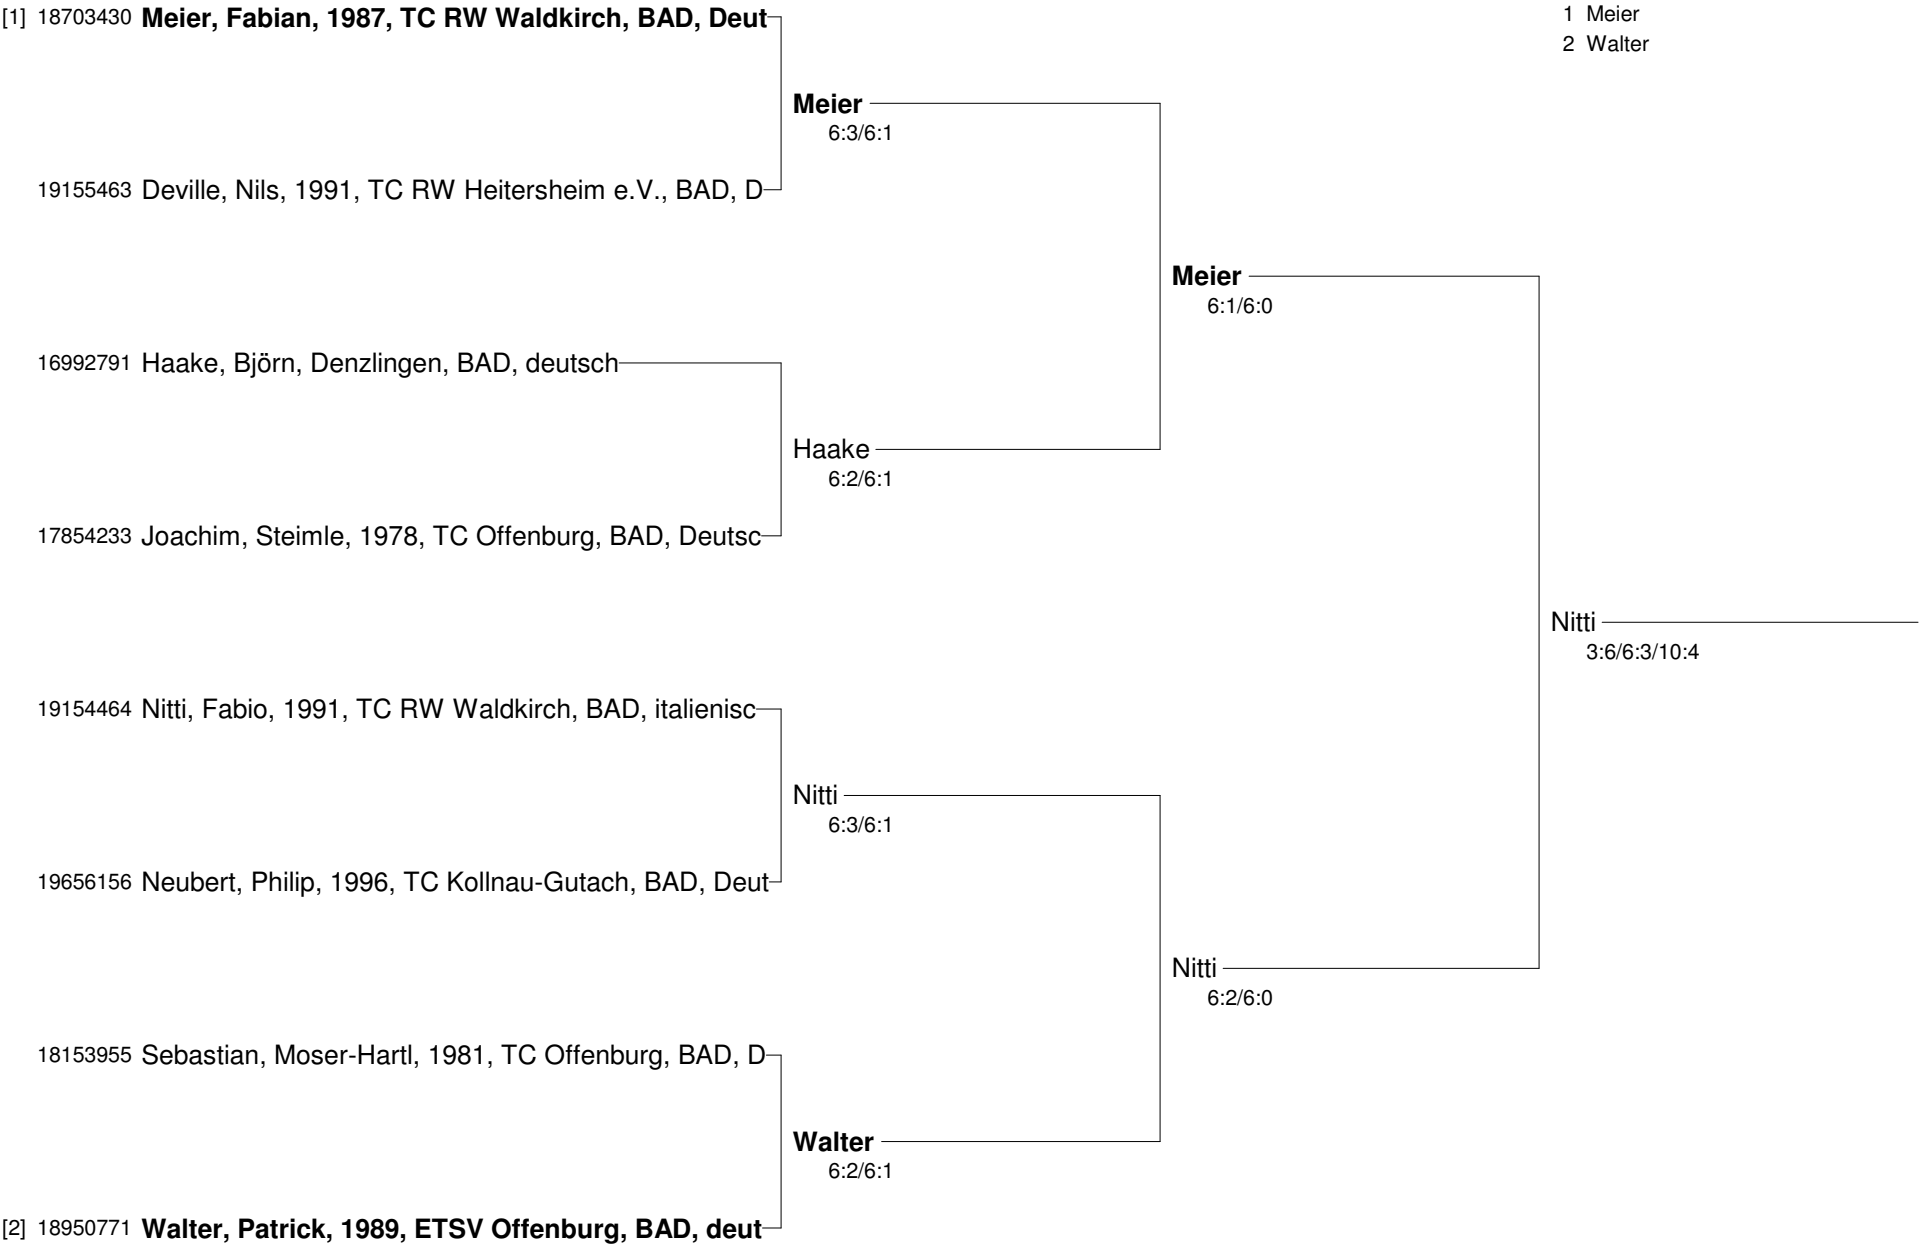 [1] 18703430 Meier, Fabian, 1987, TC RW Waldkirch, BAD, Deut
1 Meier
2 Walter
Meier
6:3/6:1
19155463 Deville, Nils, 1991, TC RW Heitersheim e.V., BAD, D
Meier
6:1/6:0
16992791 Haake, Björn, Denzlingen, BAD, deutsch
Haake
6:2/6:1
17854233 Joachim, Steimle, 1978, TC Offenburg, BAD, Deutsc
Nitti
3:6/6:3/10:4
19154464 Nitti, Fabio, 1991, TC RW Waldkirch, BAD, italienisc
Nitti
6:3/6:1
19656156 Neubert, Philip, 1996, TC Kollnau-Gutach, BAD, Deut
Nitti
6:2/6:0
18153955 Sebastian, Moser-Hartl, 1981, TC Offenburg, BAD, D
Walter
6:2/6:1
[2] 18950771 Walter, Patrick, 1989, ETSV Offenburg, BAD, deut